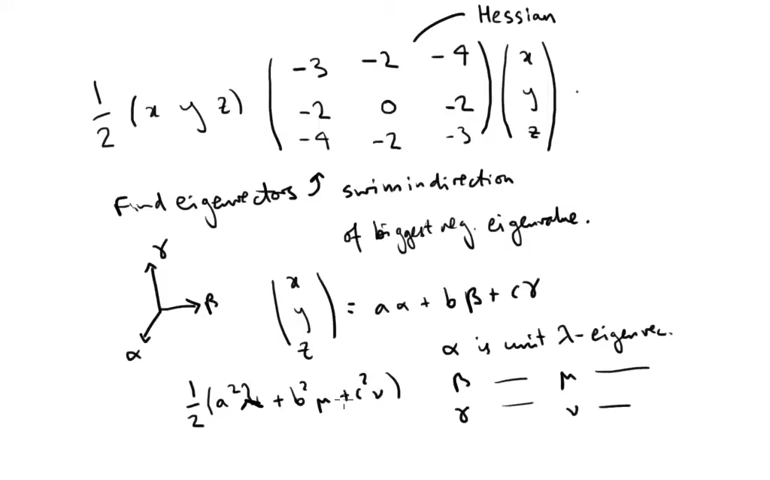 Hessian
1/2 (x y z) ( -3 -2 -4 ) ( x )
( -2 0 -2 ) ( y )
( -4 -2 -3 ) ( z )
Find eigenvectors ↑ swim in direction
of biggest neg. eigenvalue.
γ
β
α
( x y z ) = aα + bβ + cγ
α is unit λ-eigenvec.
β — μ —
γ — ν —
1/2 (a²λ + b²μ + c²ν)